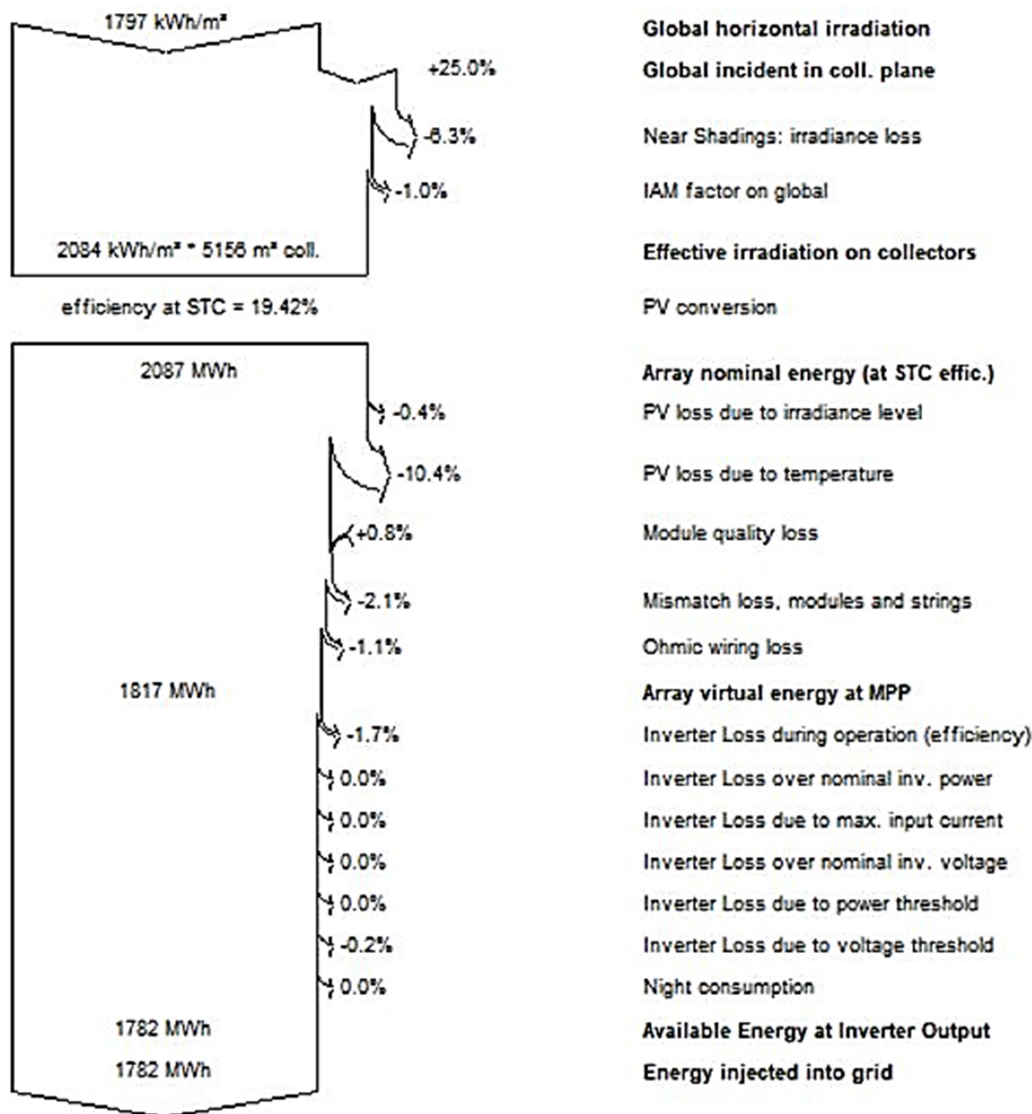 1797 kWh/m² Global horizontal irradiation
+25.0% Global incident in coll. plane
-6.3% Near Shadings: irradiance loss
-1.0% IAM factor on global
2084 kWh/m² * 5156 m² coll. Effective irradiation on collectors
efficiency at STC = 19.42% PV conversion
2087 MWh Array nominal energy (at STC effic.)
-0.4% PV loss due to irradiance level
-10.4% PV loss due to temperature
+0.8% Module quality loss
-2.1% Mismatch loss, modules and strings
-1.1% Ohmic wiring loss
1817 MWh Array virtual energy at MPP
-1.7% Inverter Loss during operation (efficiency)
0.0% Inverter Loss over nominal inv. power
0.0% Inverter Loss due to max. input current
0.0% Inverter Loss over nominal inv. voltage
0.0% Inverter Loss due to power threshold
-0.2% Inverter Loss due to voltage threshold
0.0% Night consumption
1782 MWh Available Energy at Inverter Output
1782 MWh Energy injected into grid